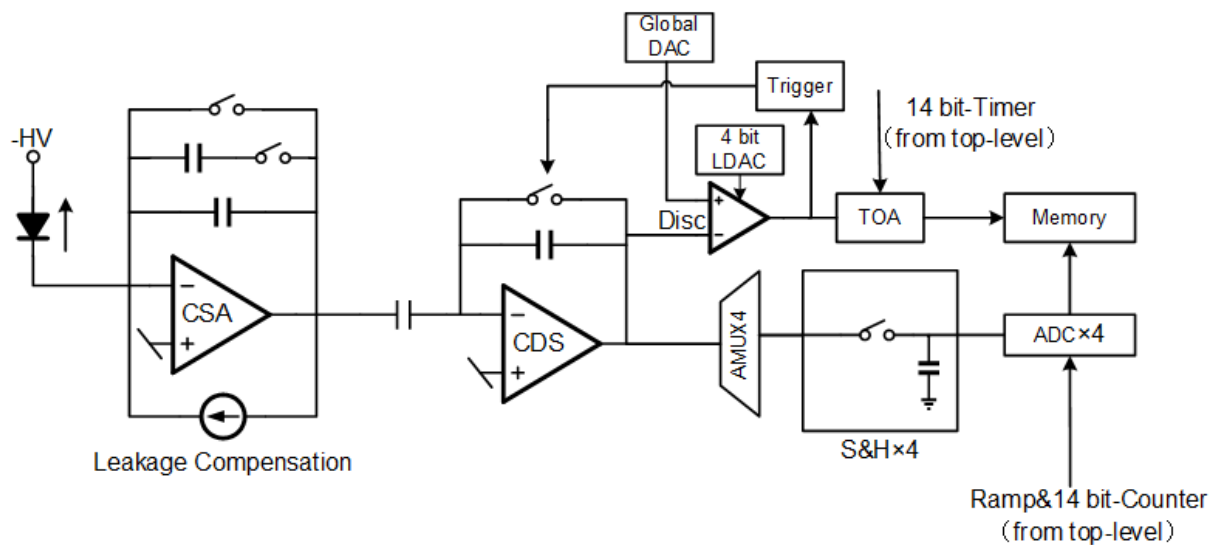 Global
DAC
Trigger
14 bit-Timer
（from top-level）
-HV
4 bit
LDAC
+
Disc
−
TOA
Memory
−
CSA
+
−
CDS
+
AMUX4
ADC×4
S&H×4
Leakage Compensation
Ramp&14 bit-Counter
（from top-level）